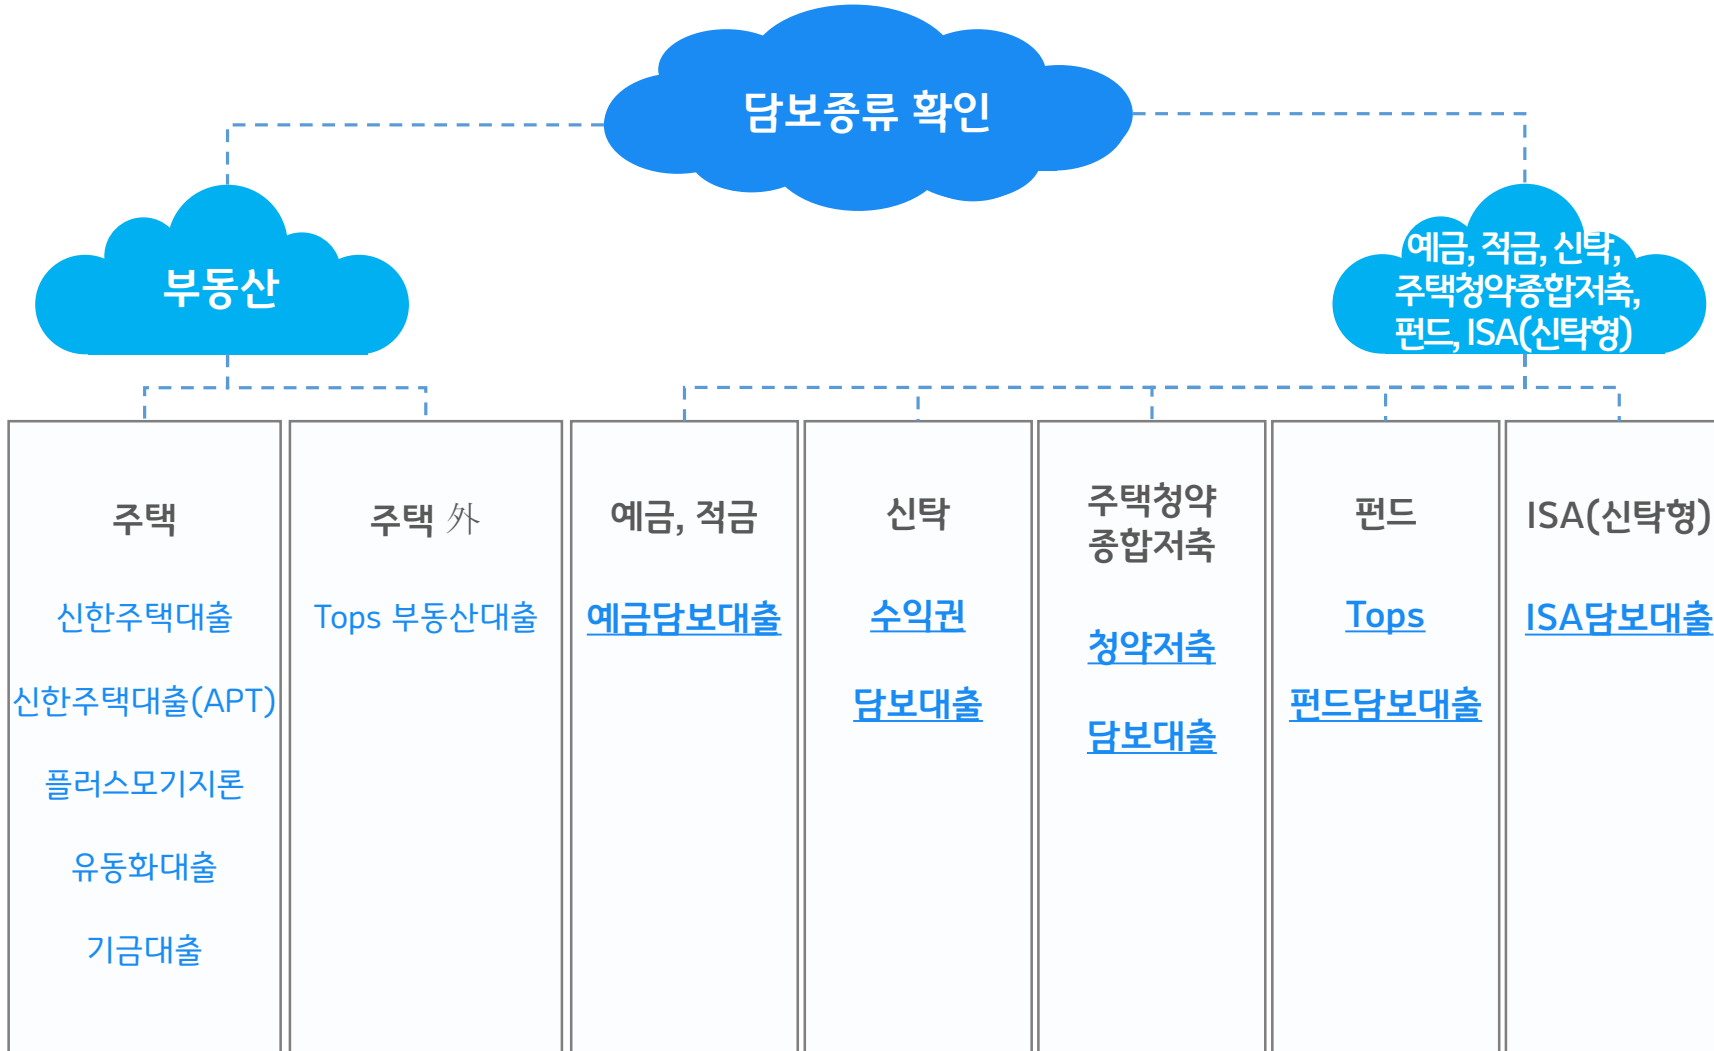 담보종류 확인
부동산
예금, 적금, 신탁,
주택청약종합저축,
펀드, ISA(신탁형)
주택
신한주택대출
신한주택대출(APT)
플러스모기지론
유동화대출
기금대출
주택 外
Tops 부동산대출
예금, 적금
예금담보대출
신탁
수익권
담보대출
주택청약
종합저축
청약저축
담보대출
펀드
Tops
펀드담보대출
ISA(신탁형)
ISA담보대출